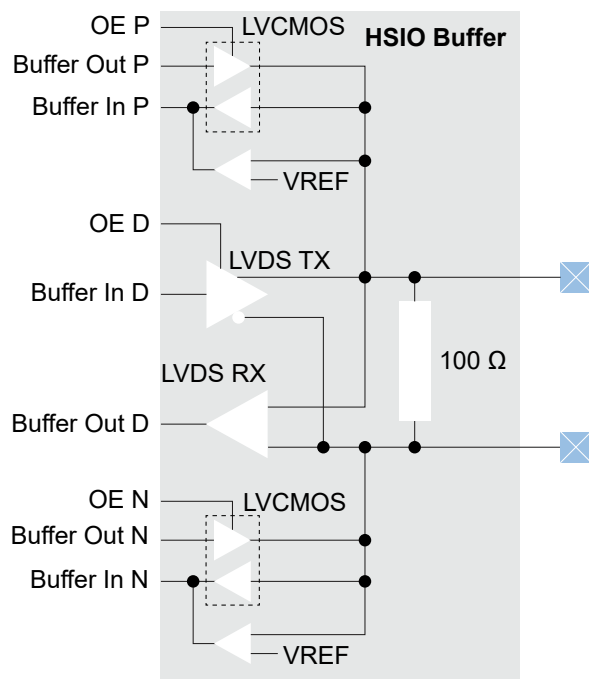 OE P
LVCMOS
HSIO Buffer
Buffer Out P
Buffer In P
VREF
OE D
LVDS TX
Buffer In D
LVDS RX
100 Ω
Buffer Out D
OE N
LVCMOS
Buffer Out N
Buffer In N
VREF